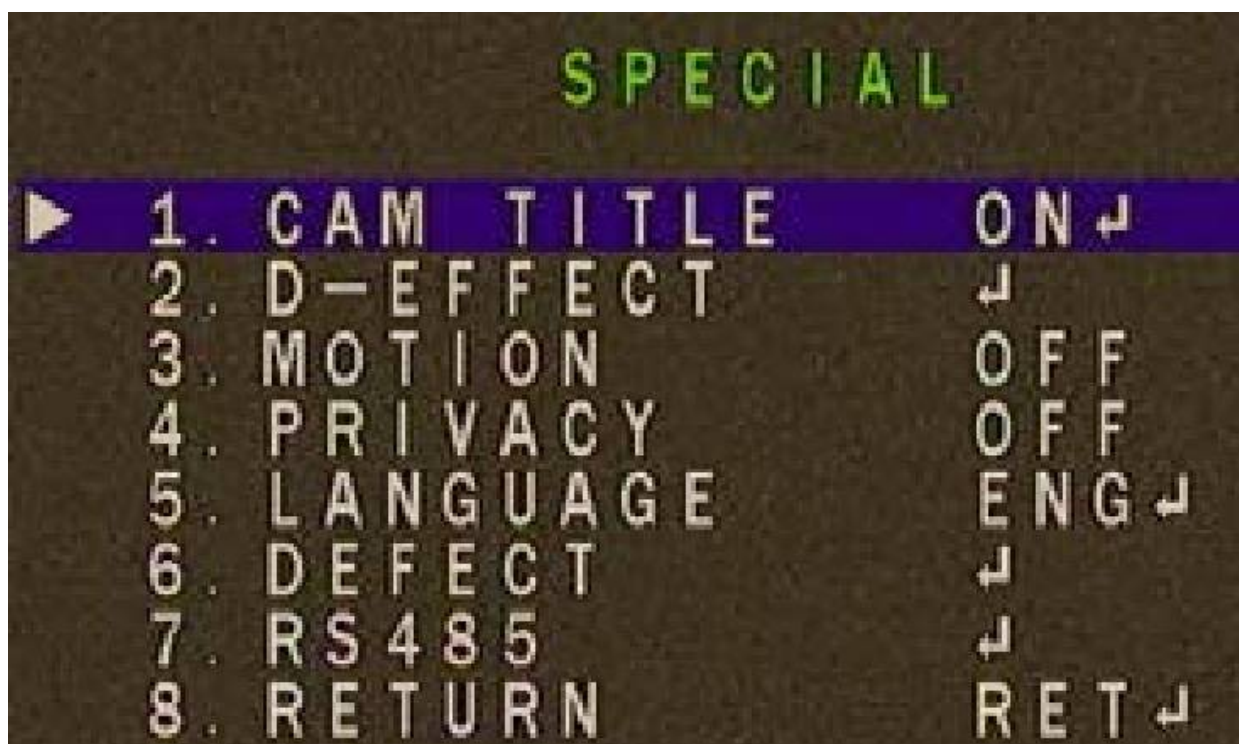 SPECIAL
▶ 1. CAM TITLE ON↲
2. D-EFFECT ↲
3. MOTION OFF
4. PRIVACY OFF
5. LANGUAGE ENG↲
6. DEFECT ↲
7. RS485 ↲
8. RETURN RET↲